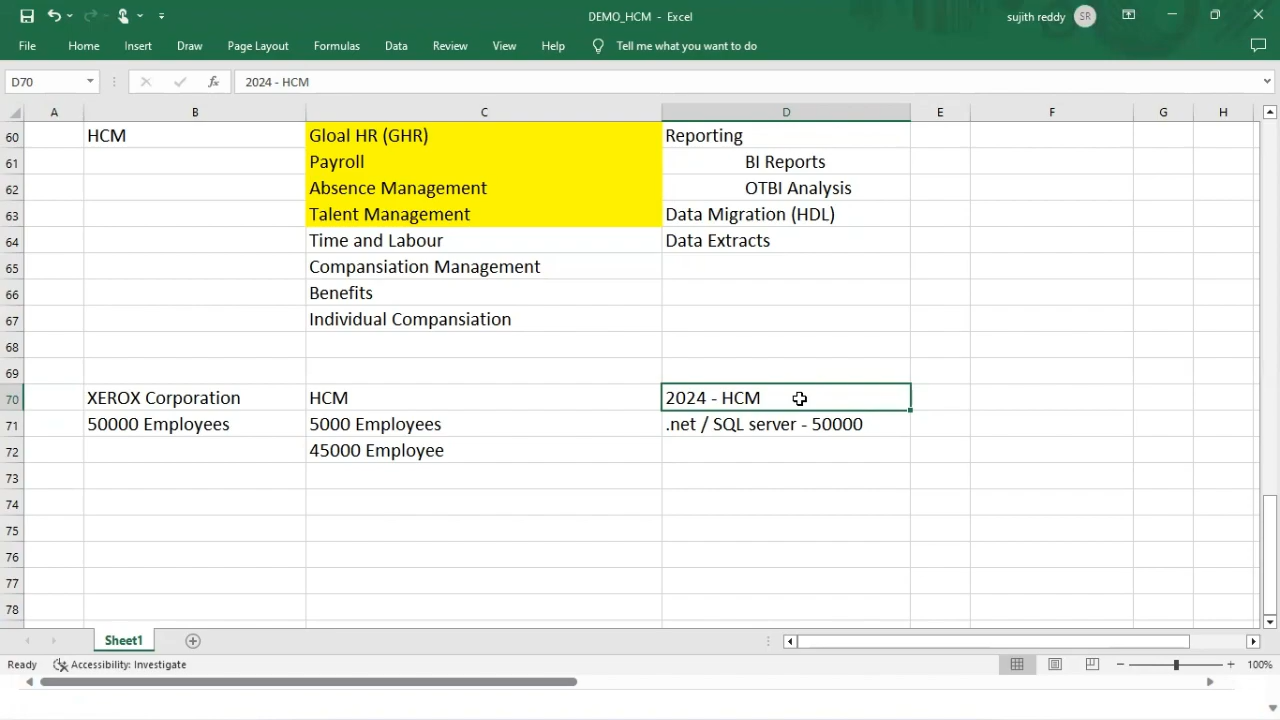 DEMO_HCM - Excel
sujith reddy SR
File Home Insert Draw Page Layout Formulas Data Review View Help Tell me what you want to do
D70 fx 2024 - HCM
A B C D E F G H
60 HCM Gloal HR (GHR) Reporting
61 Payroll BI Reports
62 Absence Management OTBI Analysis
63 Talent Management Data Migration (HDL)
64 Time and Labour Data Extracts
65 Compansiation Management
66 Benefits
67 Individual Compansiation
68
69
70 XEROX Corporation HCM 2024 - HCM
71 50000 Employees 5000 Employees .net / SQL server - 50000
72 45000 Employee
73
74
75
76
77
78
Sheet1
Ready Accessibility: Investigate 100%